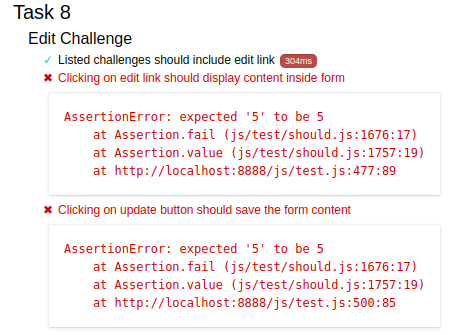 Task 8
Edit Challenge
✓ Listed challenges should include edit link 304ms
✖ Clicking on edit link should display content inside form
AssertionError: expected '5' to be 5
at Assertion.fail (js/test/should.js:1676:17)
at Assertion.value (js/test/should.js:1757:19)
at http://localhost:8888/js/test.js:477:89
✖ Clicking on update button should save the form content
AssertionError: expected '5' to be 5
at Assertion.fail (js/test/should.js:1676:17)
at Assertion.value (js/test/should.js:1757:19)
at http://localhost:8888/js/test.js:500:85